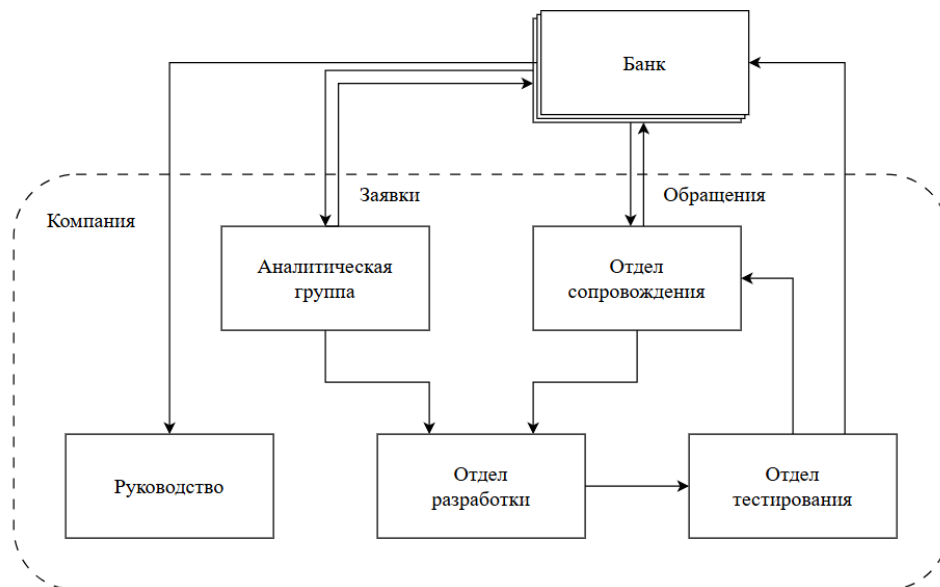 Банк
Заявки
Обращения
Компания
Аналитическая
группа
Отдел
сопровождения
Руководство
Отдел
разработки
Отдел
тестирования